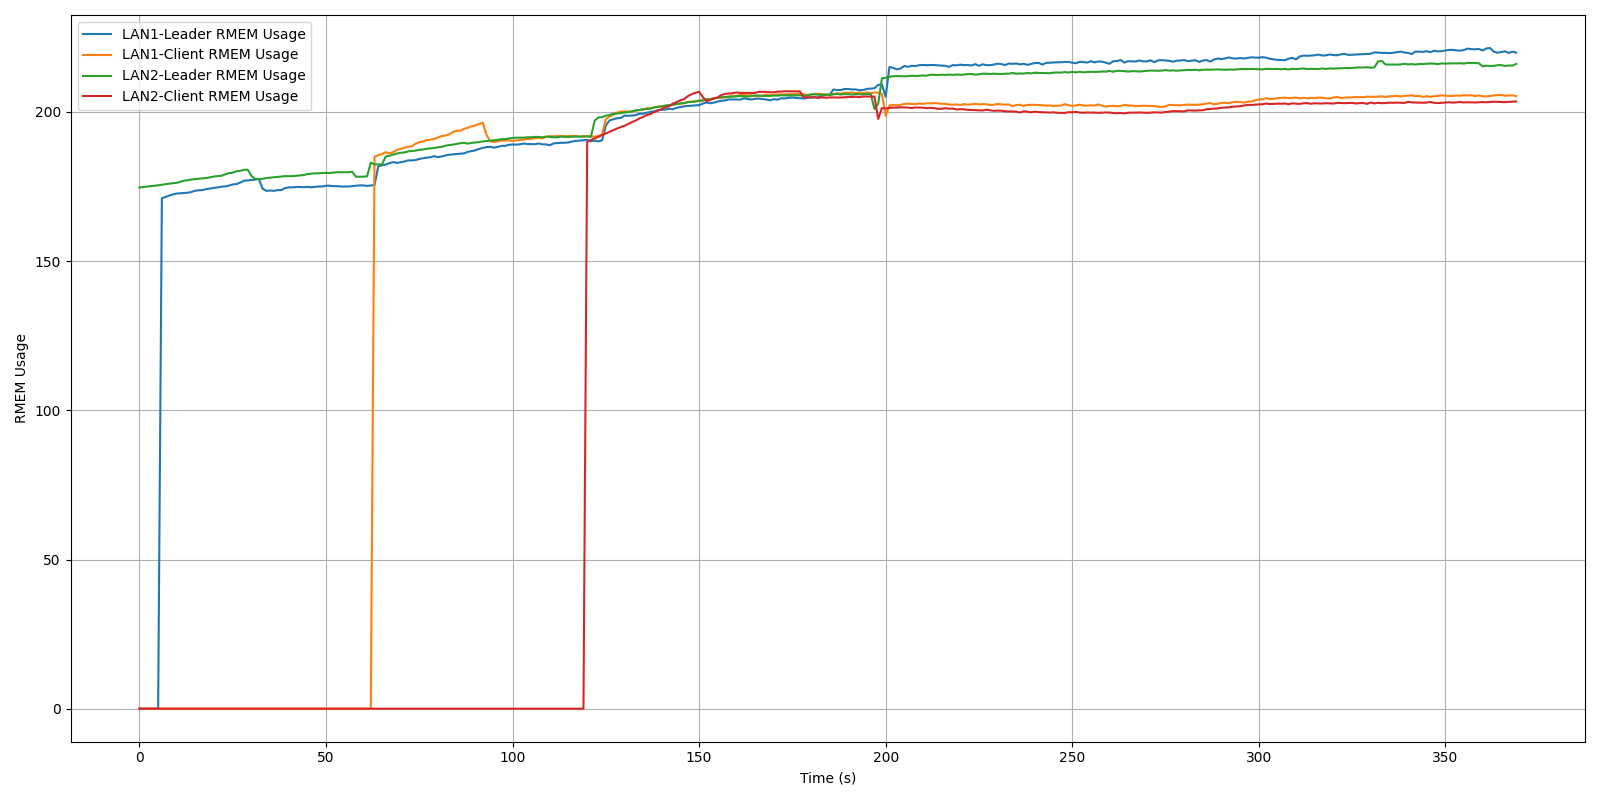 LAN1-Leader RMEM Usage
LAN1-Client RMEM Usage
LAN2-Leader RMEM Usage
LAN2-Client RMEM Usage
RMEM Usage
200
150
100
50
0
0 50 100 150 200 250 300 350
Time (s)